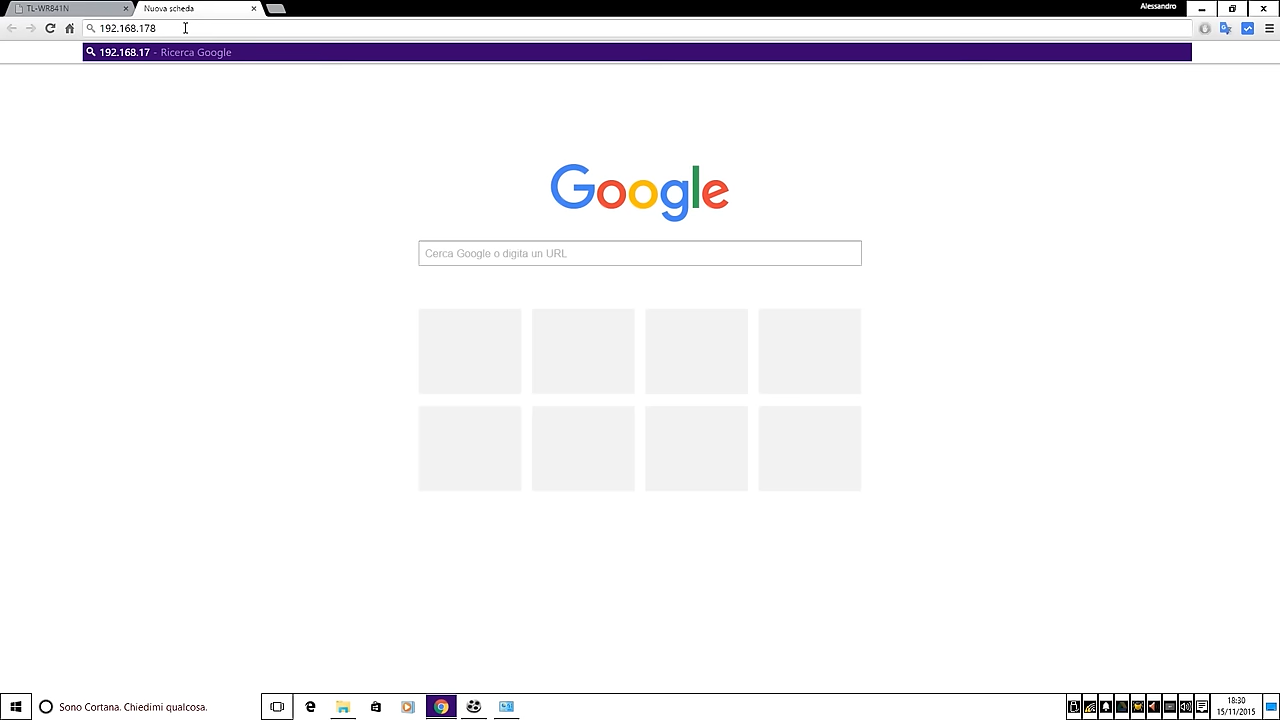 TL-WR841N
Nuova scheda
Alessandro
192.168.178
192.168.17 - Ricerca Google
Google
Cerca Google o digita un URL
Sono Cortana. Chiedimi qualcosa.
18:30
15/11/2015